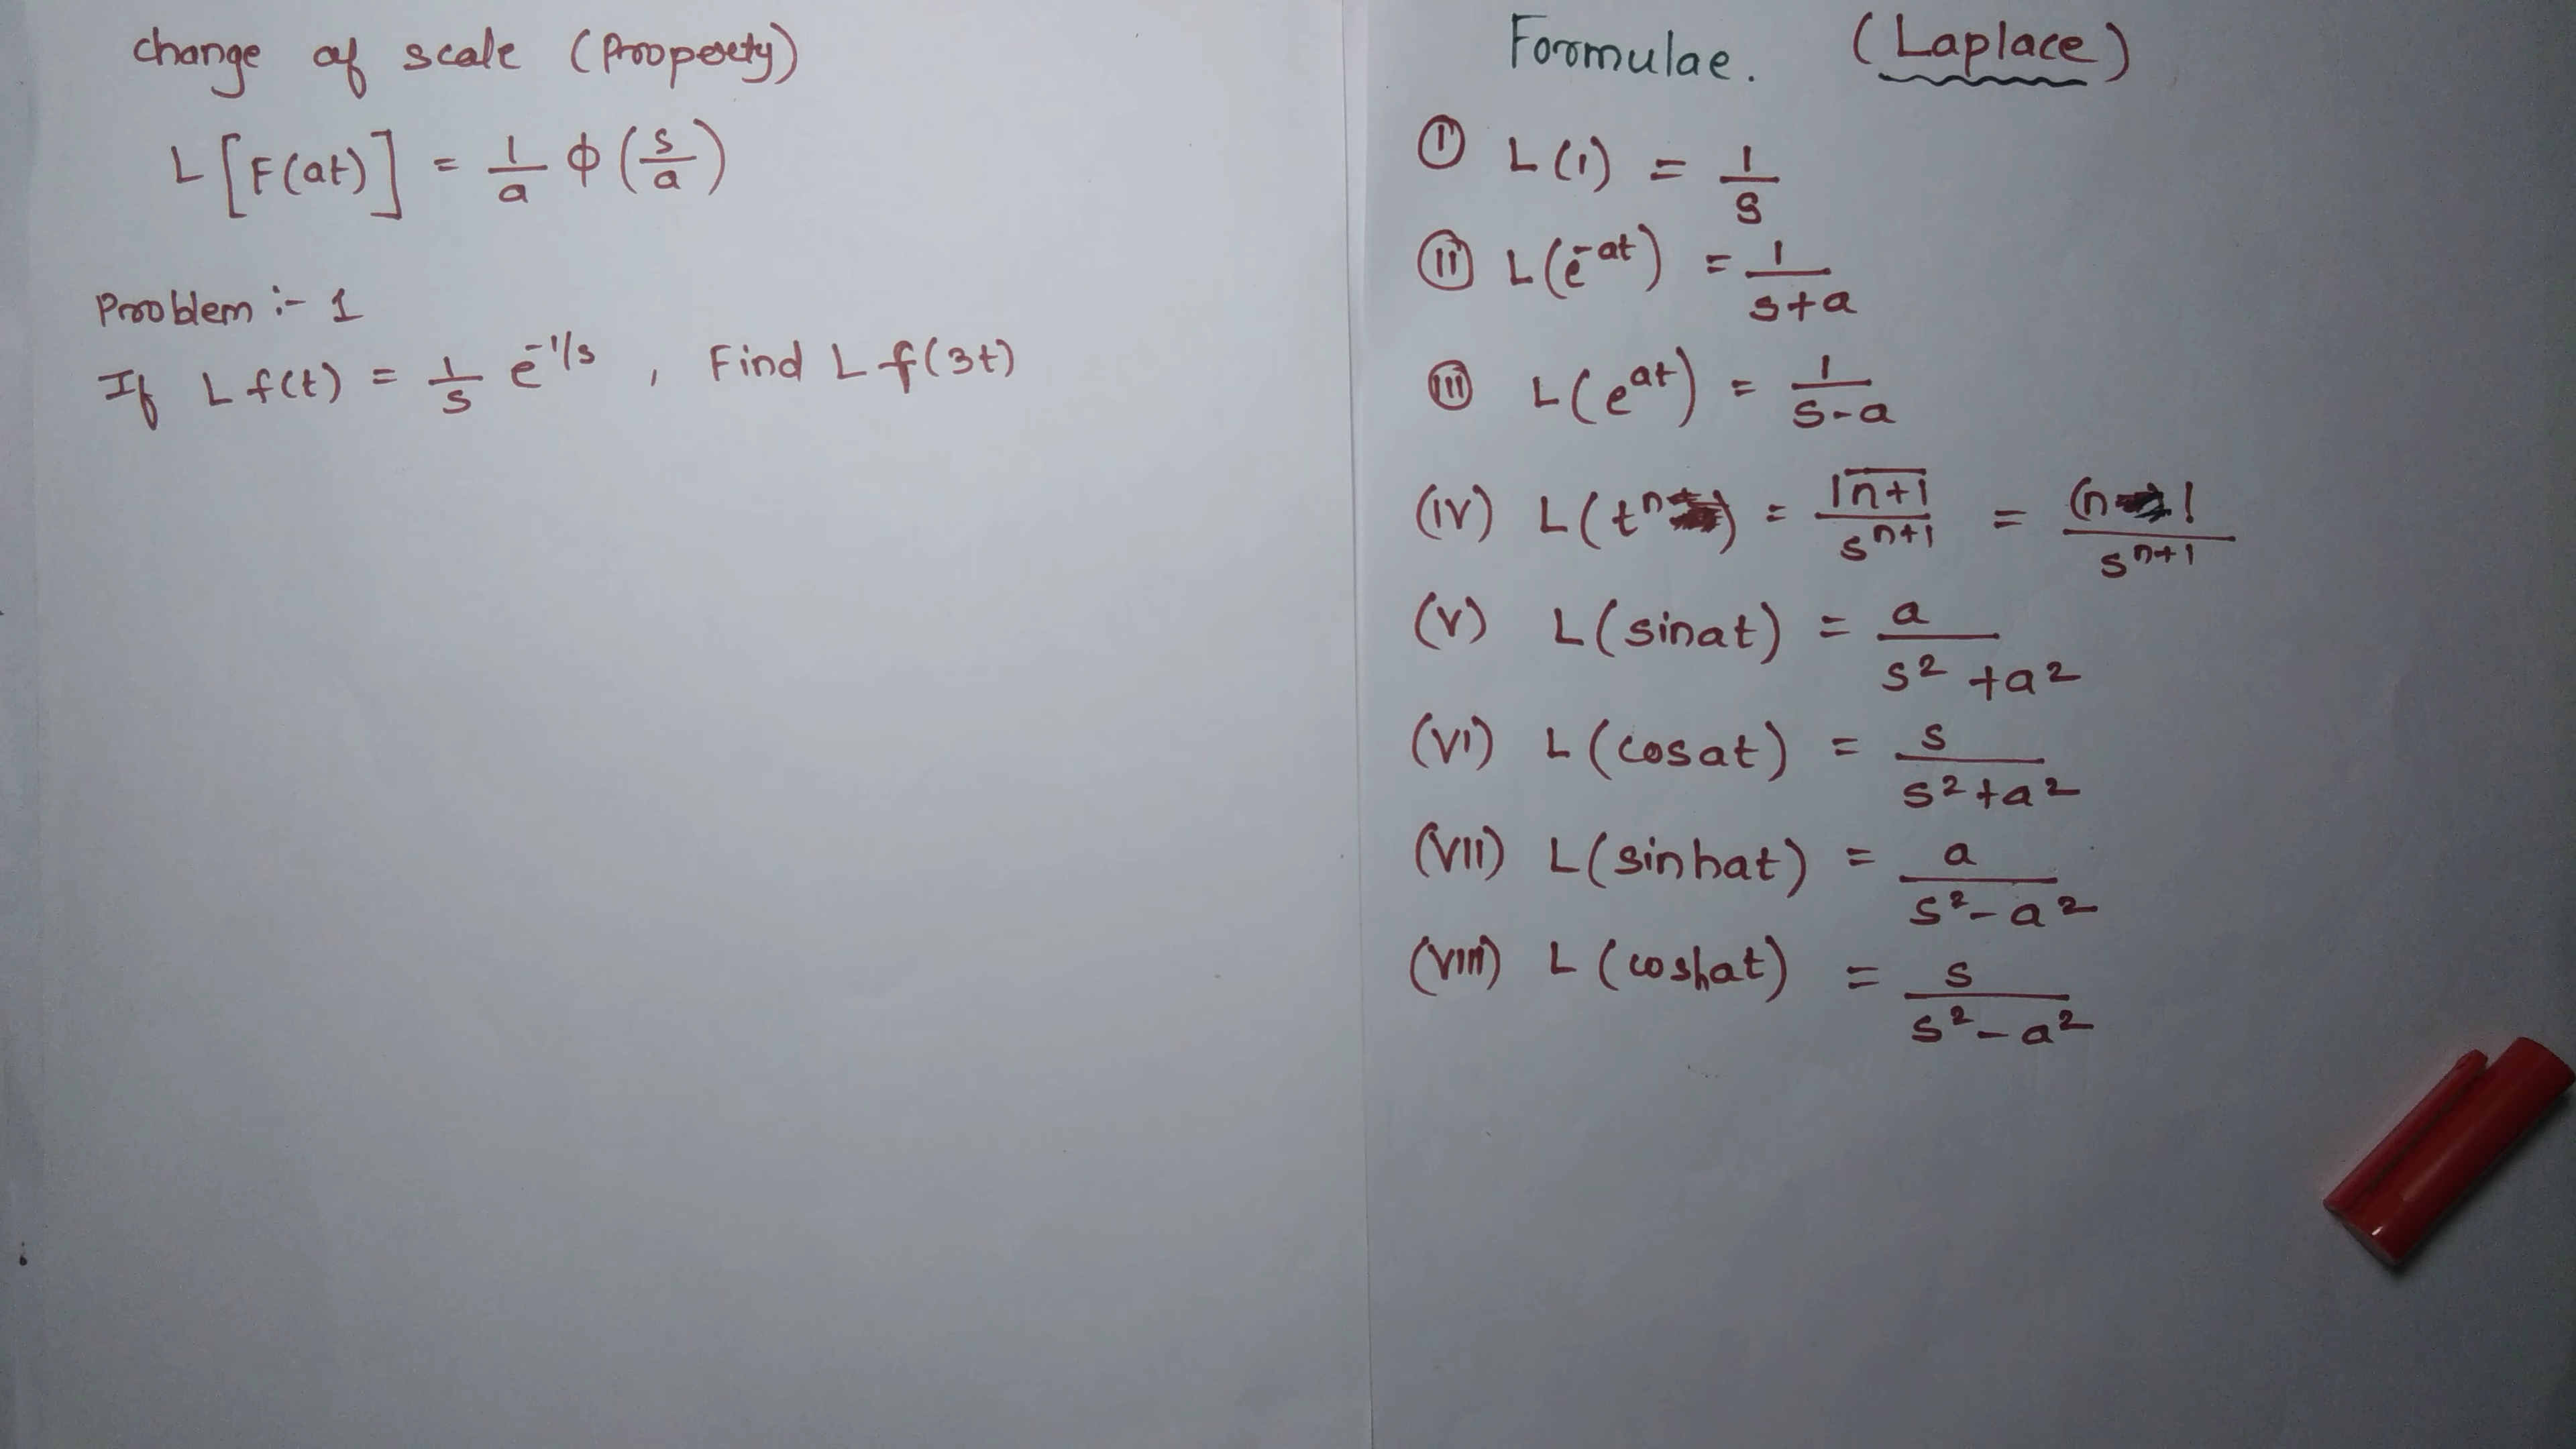 Change of scale (Property)
L[F(at)] = 1/a ϕ(s/a)
Problem :- 1
If L f(t) = 1/s e^-1/s , Find L f(3t)
Formulae. (Laplace)
(I) L(1) = 1/s
(II) L(e^-at) = 1/(s+a)
(III) L(e^at) = 1/(s-a)
(IV) L(t^n) = Γn+1/s^n+1 = (n!/s^n+1
(V) L(sinat) = a/(s²+a²)
(VI) L(cosat) = s/(s²+a²)
(VII) L(sinhat) = a/(s²-a²)
(VIII) L(coshat) = s/(s²-a²)